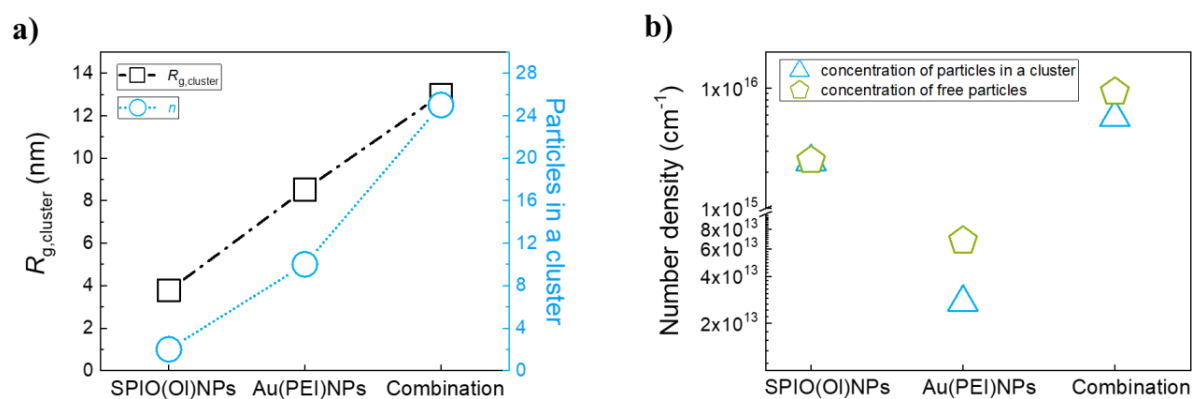 a)
R_g,cluster
n
14
12
10
8
6
4
2
0
R_g,cluster (nm)
28
24
20
16
12
8
4
0
Particles in a cluster
SPIO(Ol)NPs Au(PEI)NPs Combination
b)
concentration of particles in a cluster
concentration of free particles
1x10^16
1x10^15
8x10^13
6x10^13
4x10^13
2x10^13
Number density (cm^-1)
SPIO(Ol)NPs Au(PEI)NPs Combination